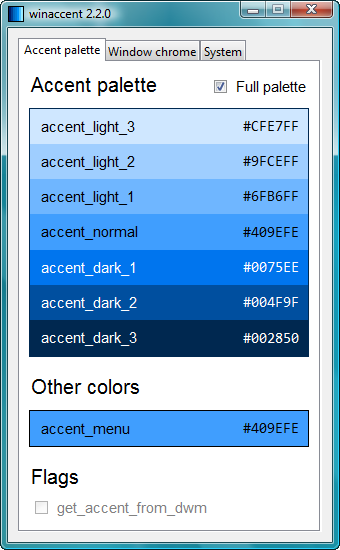 winaccent 2.2.0
Accent palette Window chrome System
Accent palette Full palette
accent_light_3 #CFE7FF
accent_light_2 #9FCEFF
accent_light_1 #6FB6FF
accent_normal #409EFE
accent_dark_1 #0075EE
accent_dark_2 #004F9F
accent_dark_3 #002850
Other colors
accent_menu #409EFE
Flags
get_accent_from_dwm